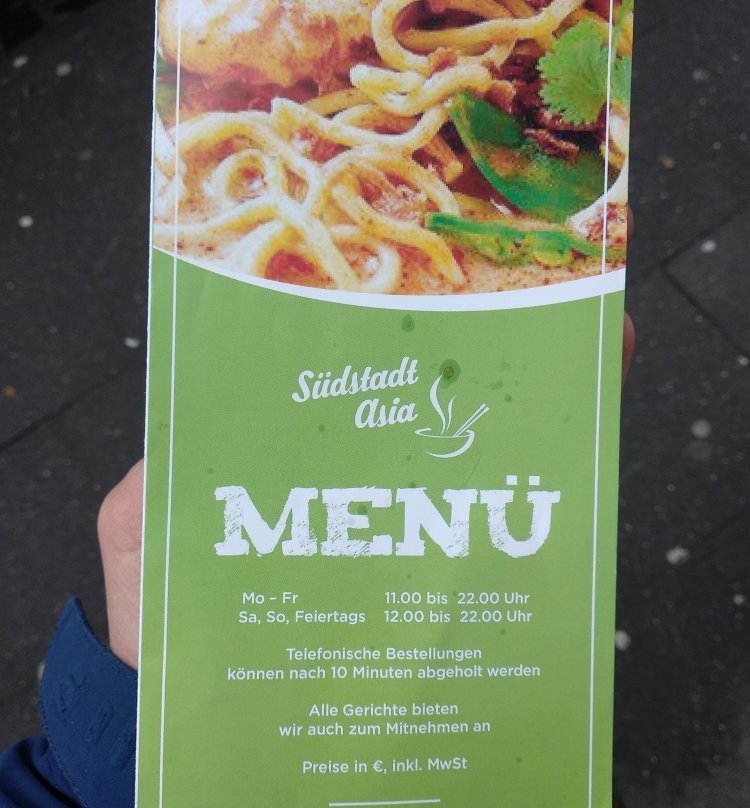 Südstadt
Asia
MENÜ
Mo – Fr 11.00 bis 22.00 Uhr
Sa, So, Feiertags 12.00 bis 22.00 Uhr
Telefonische Bestellungen
können nach 10 Minuten abgeholt werden
Alle Gerichte bieten
wir auch zum Mitnehmen an
Preise in €, inkl. MwSt